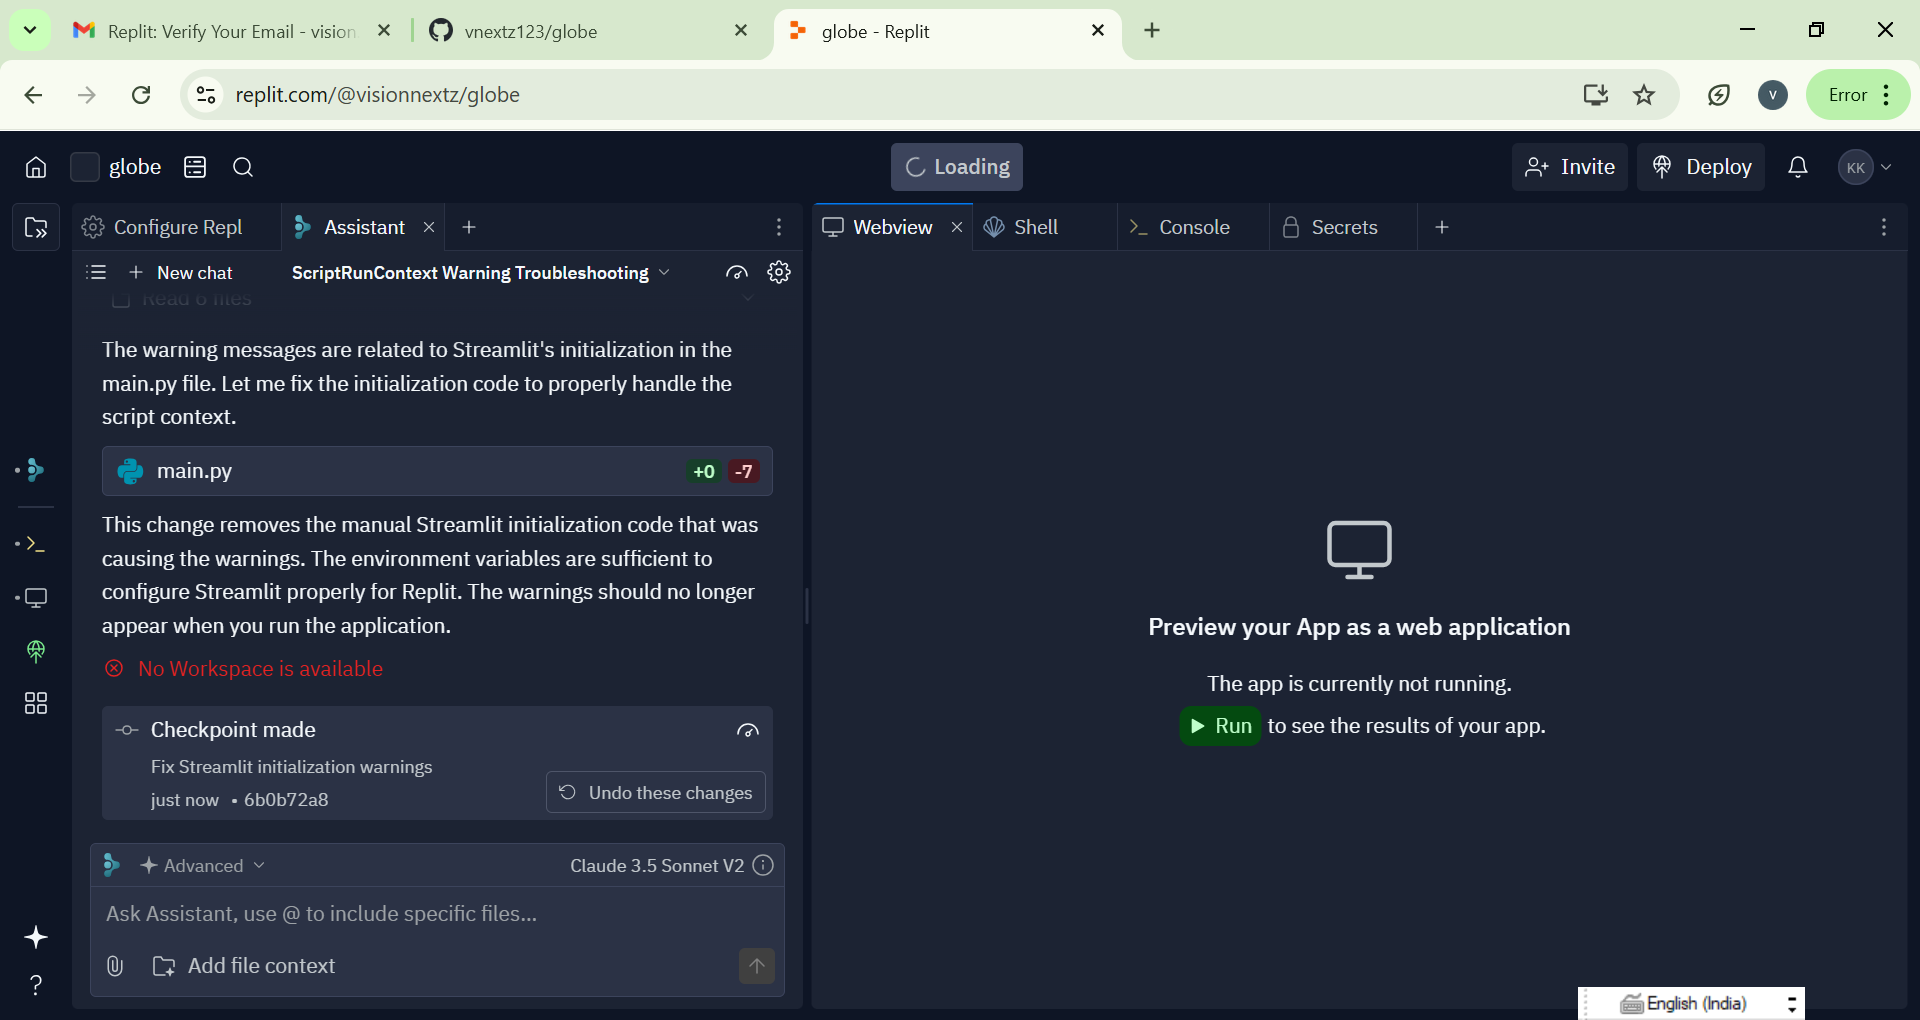 Replit: Verify Your Email - vision
vnextz123/globe
globe - Replit
replit.com/@visionnextz/globe
V
Error
globe
Loading
Invite
Deploy
KK
Configure Repl
Assistant
Webview
Shell
Console
Secrets
New chat
ScriptRunContext Warning Troubleshooting
Read 6 files
The warning messages are related to Streamlit's initialization in the
main.py file. Let me fix the initialization code to properly handle the
script context.
main.py
+0 -7
This change removes the manual Streamlit initialization code that was
causing the warnings. The environment variables are sufficient to
configure Streamlit properly for Replit. The warnings should no longer
appear when you run the application.
No Workspace is available
Checkpoint made
Fix Streamlit initialization warnings
just now • 6b0b72a8
Undo these changes
Advanced
Claude 3.5 Sonnet V2
Ask Assistant, use @ to include specific files...
Add file context
Preview your App as a web application
The app is currently not running.
Run to see the results of your app.
English (India)